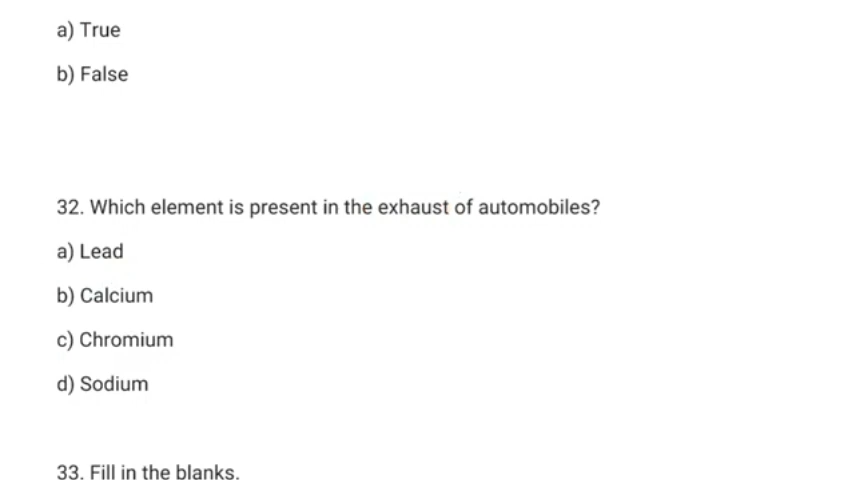 a) True
b) False
32. Which element is present in the exhaust of automobiles?
a) Lead
b) Calcium
c) Chromium
d) Sodium
33. Fill in the blanks.